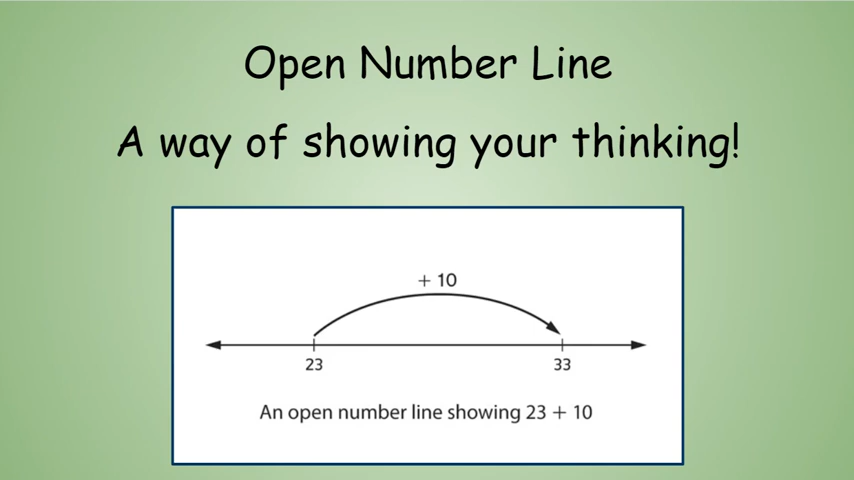 Open Number Line
A way of showing your thinking!
+ 10
23 33
An open number line showing 23 + 10